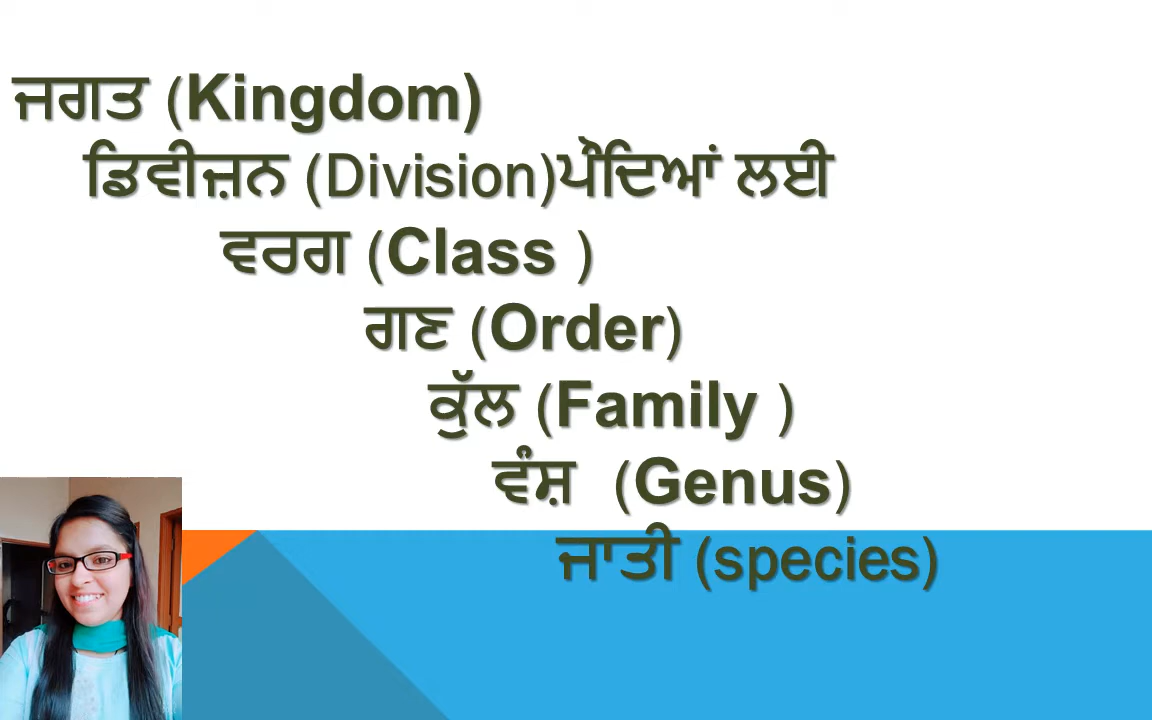 ਜਗਤ (Kingdom)
ਡਿਵੀਜ਼ਨ (Division)ਪੌਦਿਆਂ ਲਈ
ਵਰਗ (Class )
ਗਣ (Order)
ਕੁੱਲ (Family )
ਵੰਸ਼ (Genus)
ਜਾਤੀ (species)